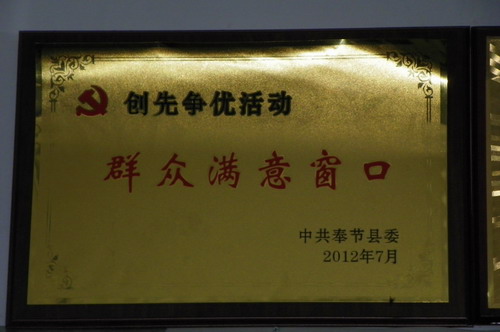 创先争优活动
群众满意窗口
中共奉节县委
2012年7月